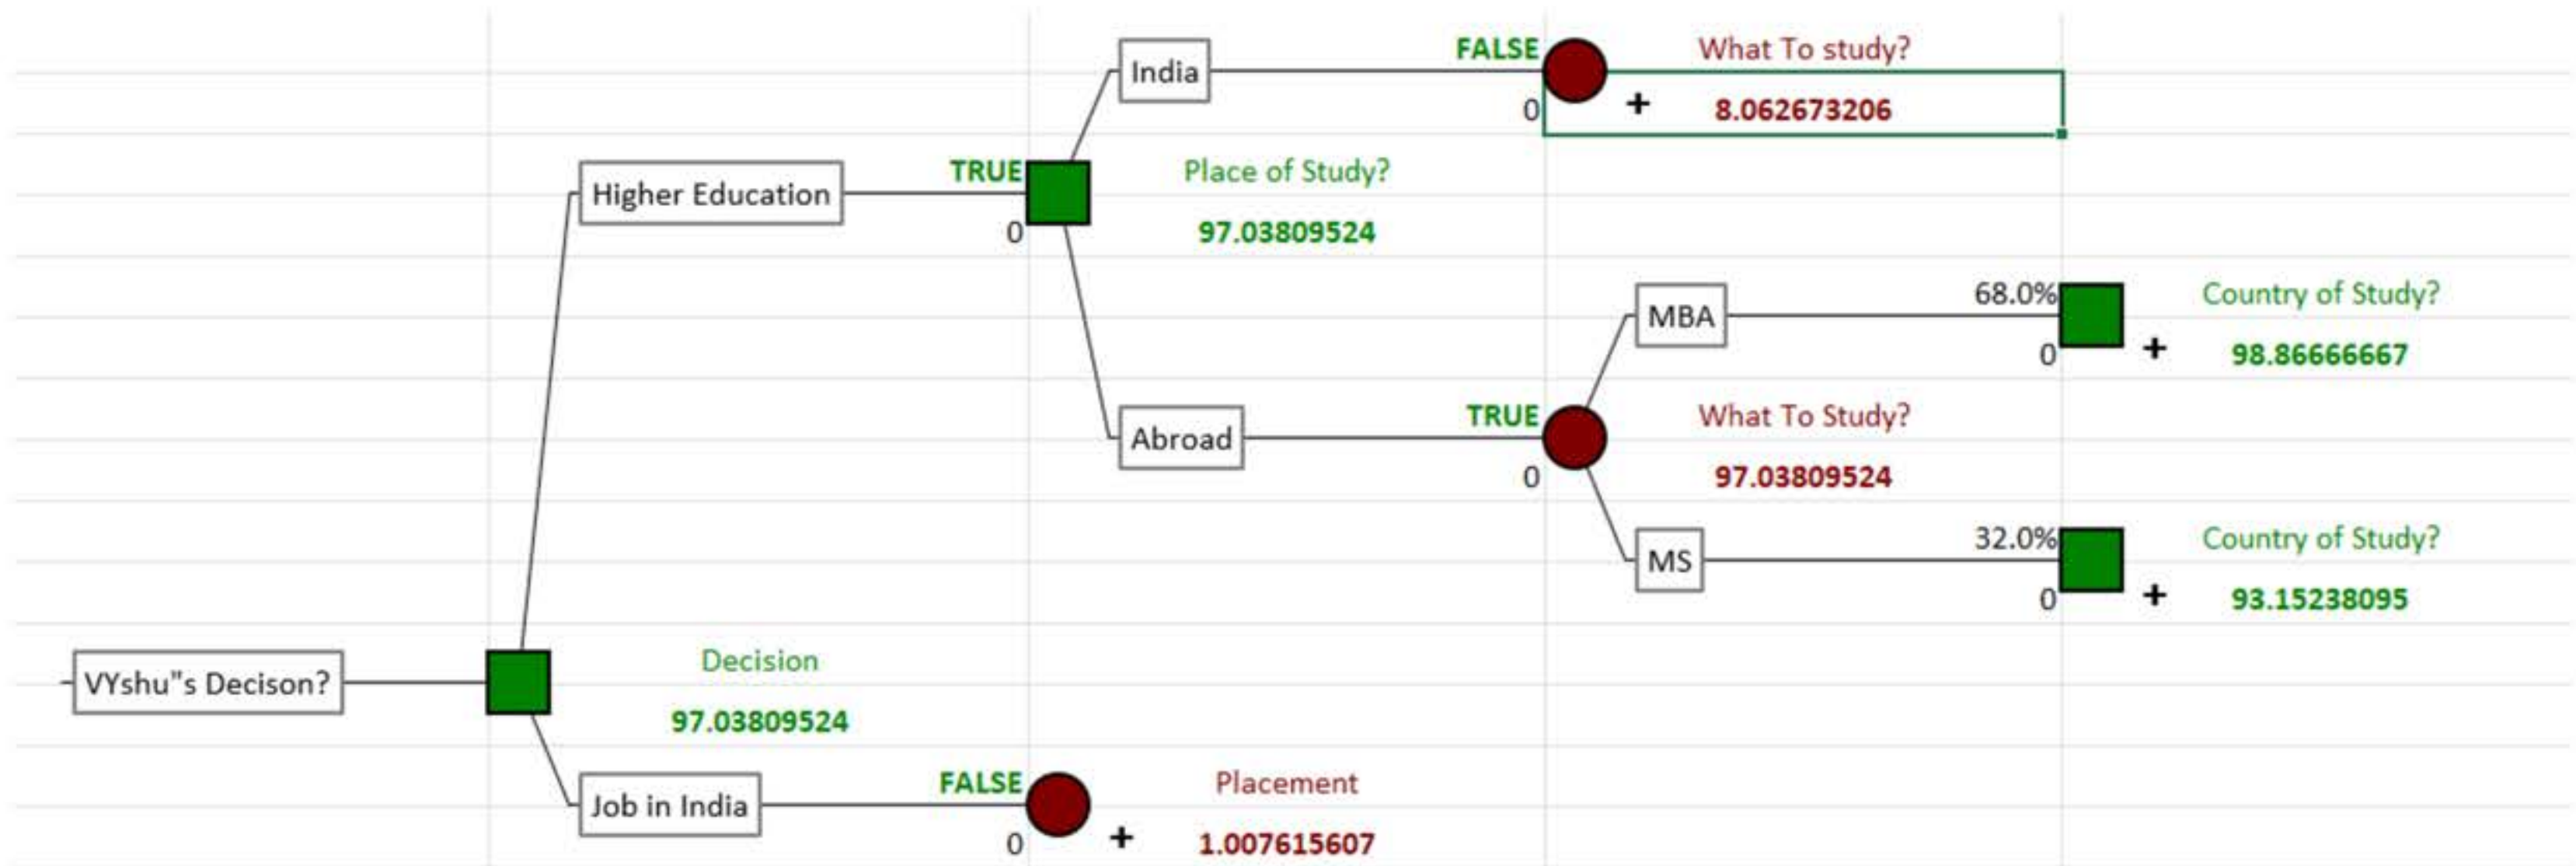 India
FALSE
What To study?
0
+
8.062673206
Higher Education
TRUE
Place of Study?
0
97.03809524
MBA
68.0%
Country of Study?
0
+
98.86666667
Abroad
TRUE
What To Study?
0
97.03809524
MS
32.0%
Country of Study?
0
+
93.15238095
VYshu"s Decison?
Decision
97.03809524
Job in India
FALSE
Placement
0
+
1.007615607